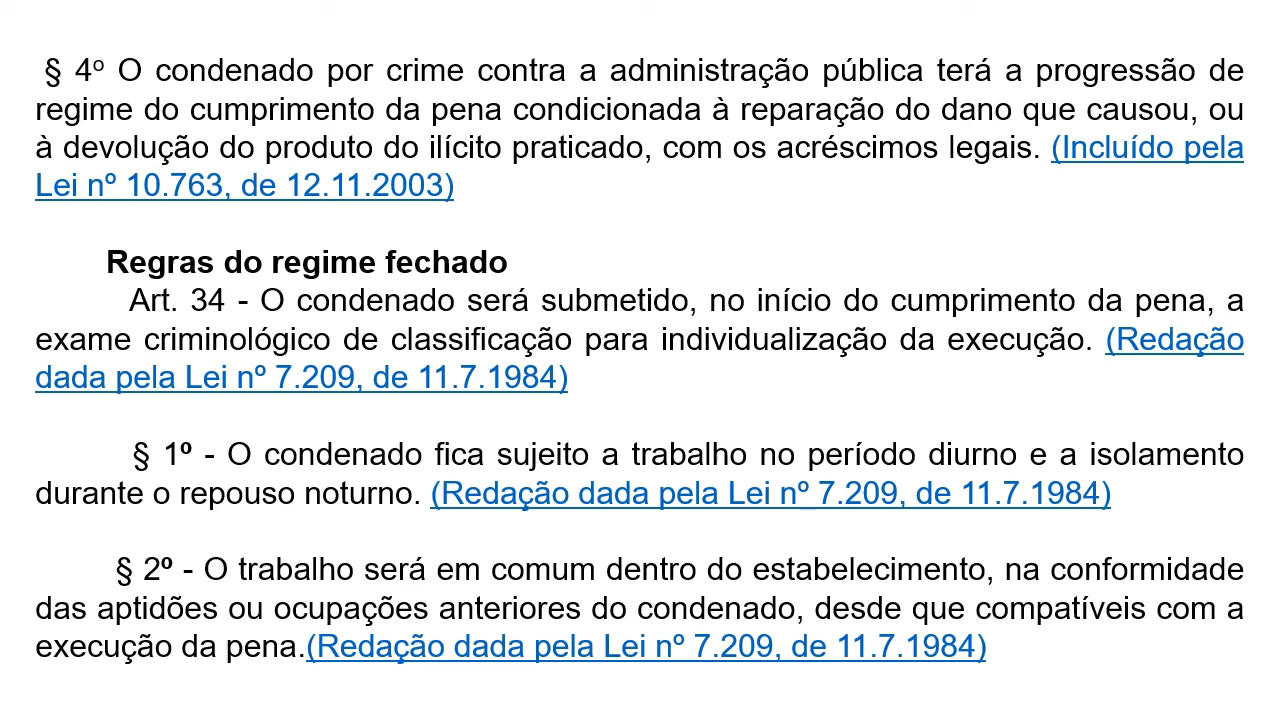 § 4º O condenado por crime contra a administração pública terá a progressão de
regime do cumprimento da pena condicionada à reparação do dano que causou, ou
à devolução do produto do ilícito praticado, com os acréscimos legais. (Incluído pela
Lei nº 10.763, de 12.11.2003)
Regras do regime fechado
Art. 34 - O condenado será submetido, no início do cumprimento da pena, a
exame criminológico de classificação para individualização da execução. (Redação
dada pela Lei nº 7.209, de 11.7.1984)
§ 1º - O condenado fica sujeito a trabalho no período diurno e a isolamento
durante o repouso noturno. (Redação dada pela Lei nº 7.209, de 11.7.1984)
§ 2º - O trabalho será em comum dentro do estabelecimento, na conformidade
das aptidões ou ocupações anteriores do condenado, desde que compatíveis com a
execução da pena.(Redação dada pela Lei nº 7.209, de 11.7.1984)